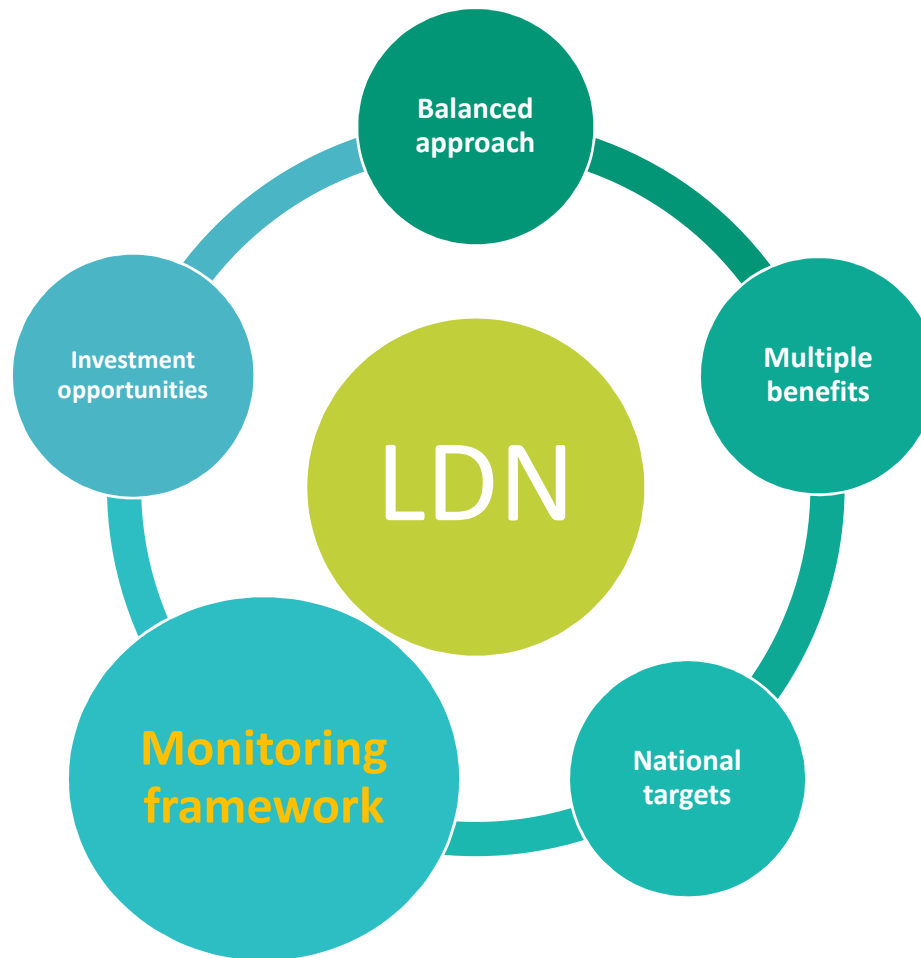 Balanced
approach
Multiple
benefits
National
targets
Monitoring
framework
Investment
opportunities
LDN